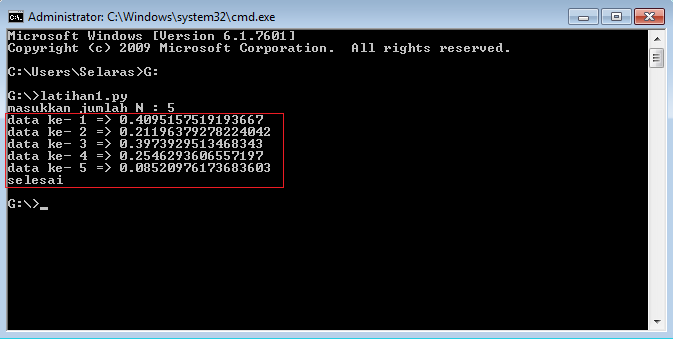 Administrator: C:\Windows\system32\cmd.exe
Microsoft Windows [Version 6.1.7601]
Copyright (c) 2009 Microsoft Corporation.  All rights reserved.
C:\Users\Selaras>G:
G:\>latihan1.py
masukkan jumlah N : 5
data ke- 1 => 0.4095157519193667
data ke- 2 => 0.21196379278224042
data ke- 3 => 0.3973929513468343
data ke- 4 => 0.2546293606557197
data ke- 5 => 0.08520976173683603
selesai
G:\>_